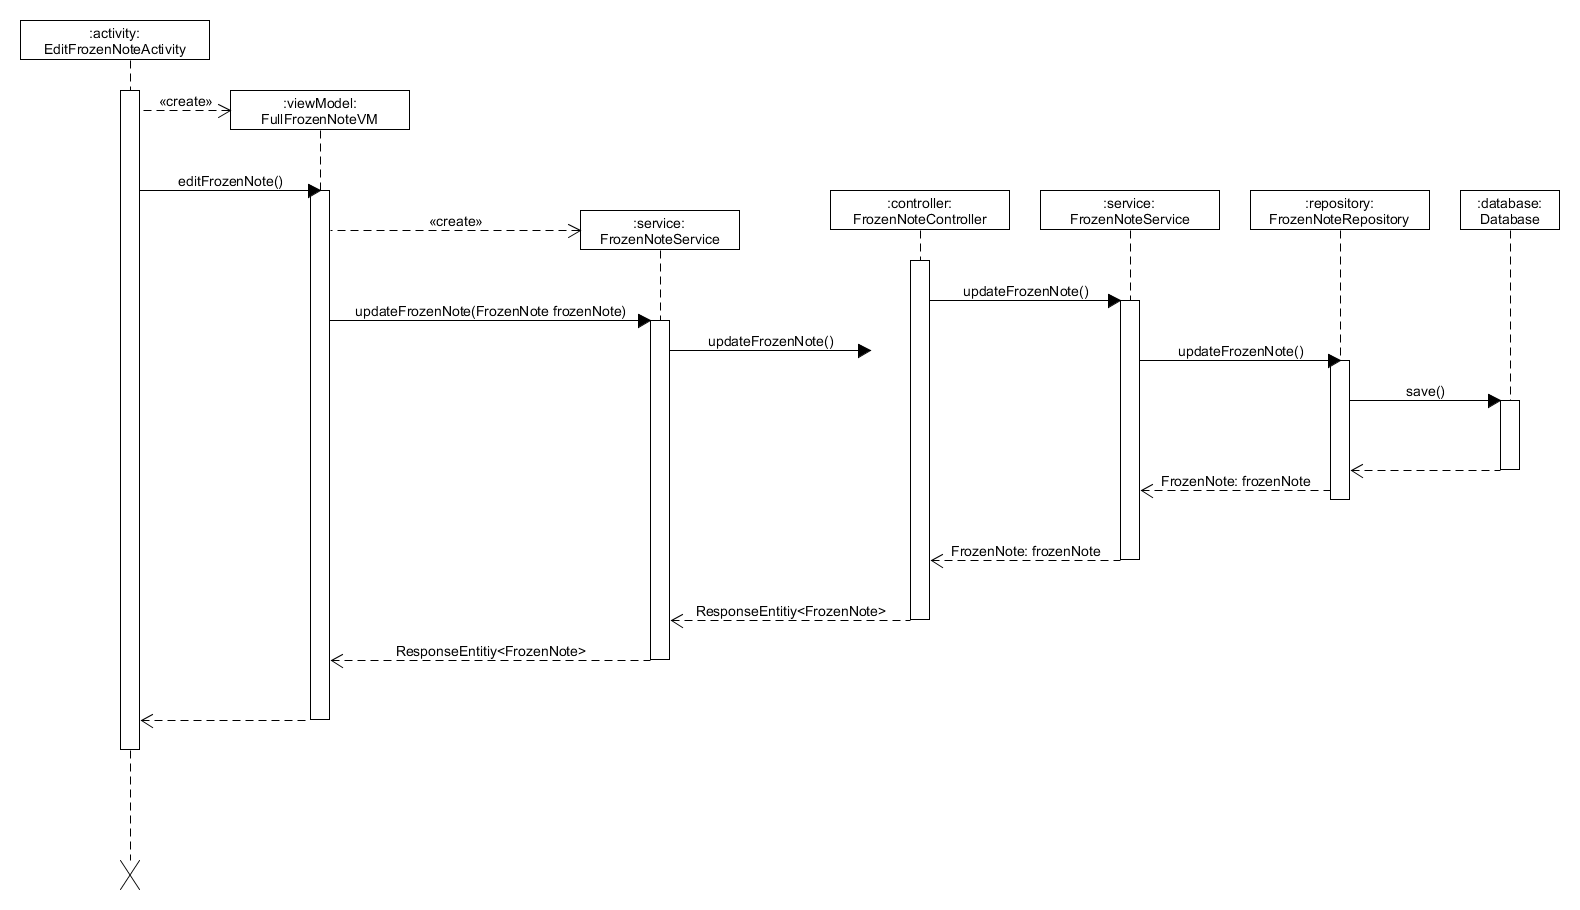 :activity:
EditFrozenNoteActivity
«create»
:viewModel:
FullFrozenNoteVM
editFrozenNote()
«create»
:service:
FrozenNoteService
:controller:
FrozenNoteController
:service:
FrozenNoteService
:repository:
FrozenNoteRepository
:database:
Database
updateFrozenNote()
updateFrozenNote(FrozenNote frozenNote)
updateFrozenNote()
updateFrozenNote()
save()
FrozenNote: frozenNote
FrozenNote: frozenNote
ResponseEntitiy<FrozenNote>
ResponseEntitiy<FrozenNote>